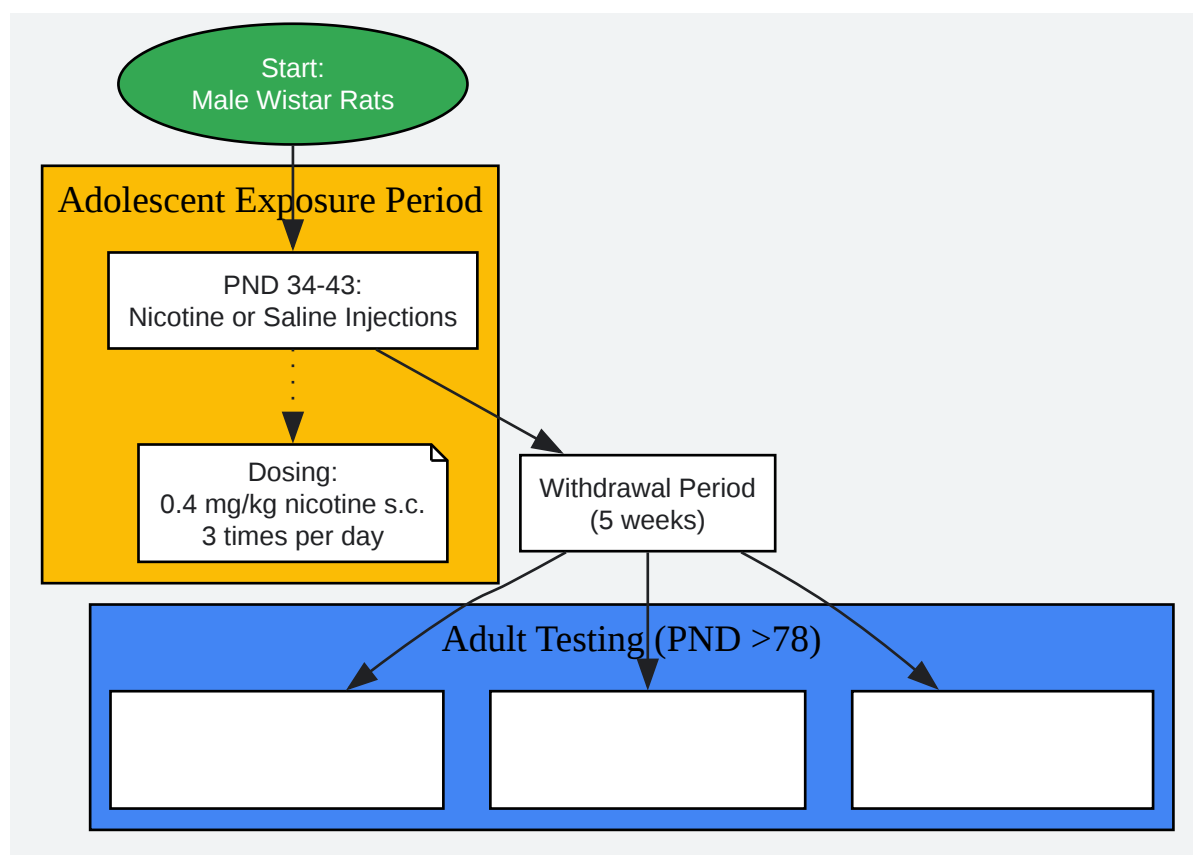 Start:
Male Wistar Rats
Adolescent Exposure Period
PND 34-43:
Nicotine or Saline Injections
Dosing:
0.4 mg/kg nicotine s.c.
3 times per day
Withdrawal Period
(5 weeks)
Adult Testing (PND >78)